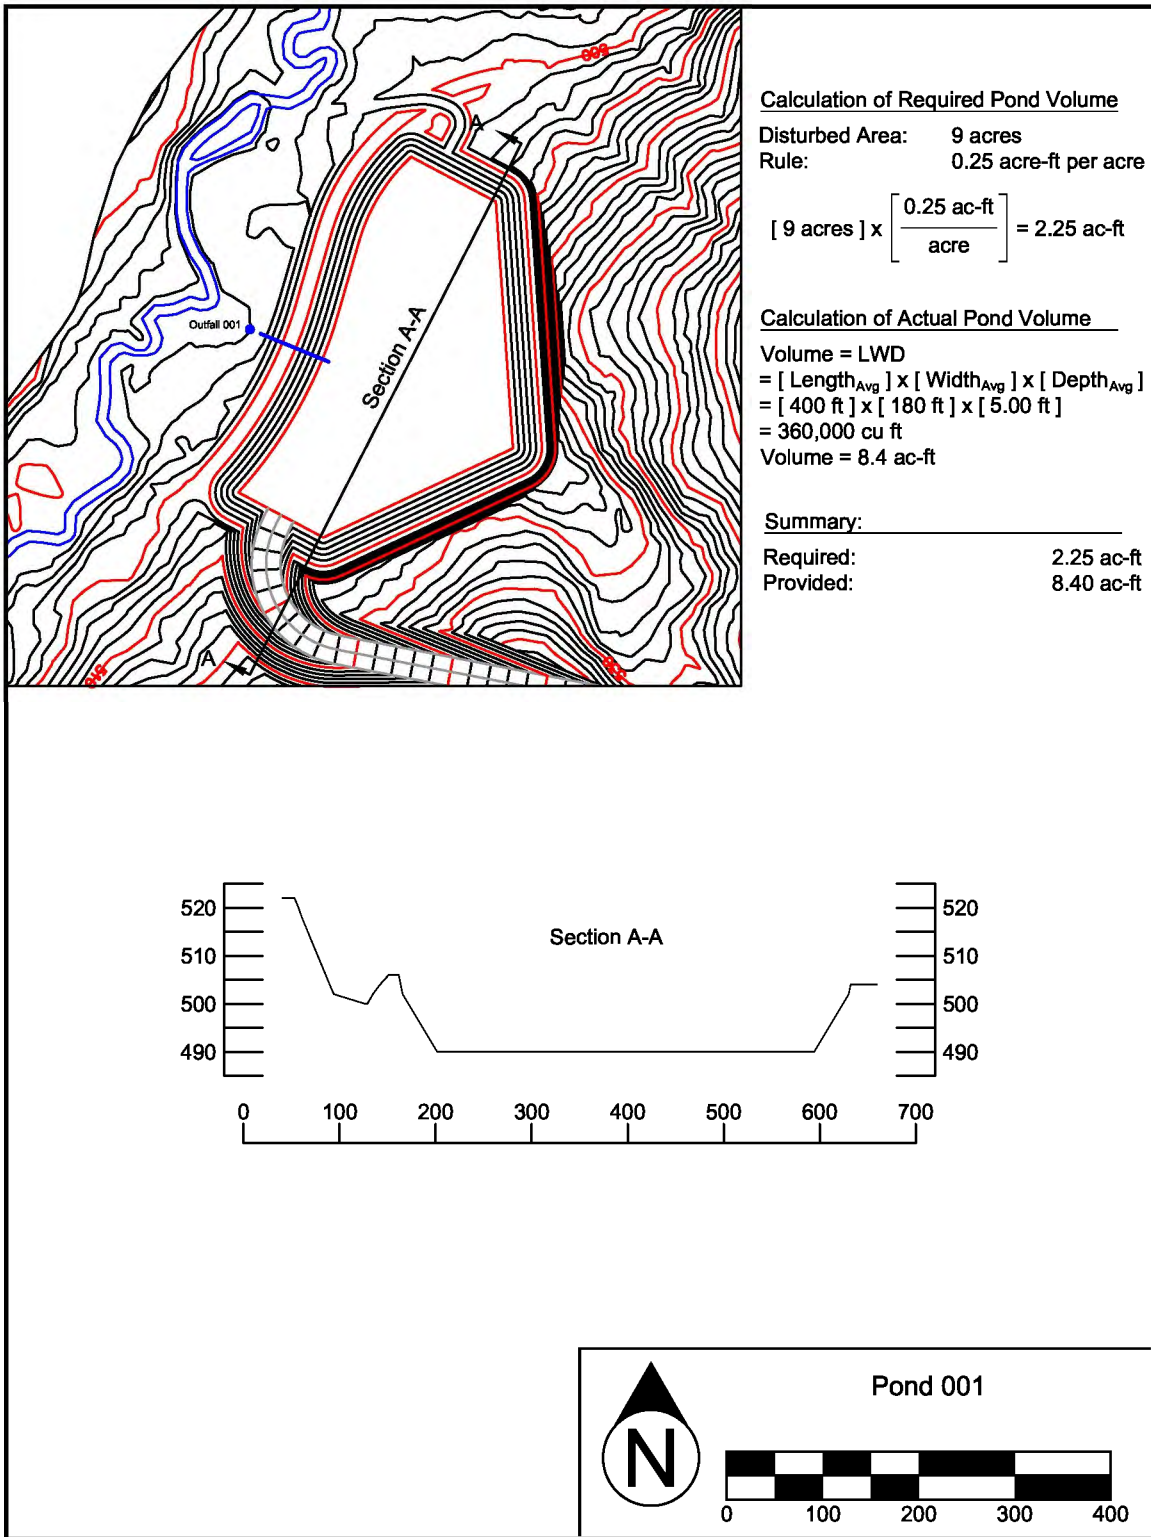 600
A
Outfall 001
Section A-A
A
510
550
Calculation of Required Pond Volume
Disturbed Area: 9 acres
Rule: 0.25 acre-ft per acre
[ 9 acres ] x [ 0.25 ac-ft / acre ] = 2.25 ac-ft
Calculation of Actual Pond Volume
Volume = LWD
= [ LengthAvg ] x [ WidthAvg ] x [ DepthAvg ]
= [ 400 ft ] x [ 180 ft ] x [ 5.00 ft ]
= 360,000 cu ft
Volume = 8.4 ac-ft
Summary:
Required: 2.25 ac-ft
Provided: 8.40 ac-ft
Section A-A
520 520
510 510
500 500
490 490
0 100 200 300 400 500 600 700
Pond 001
N
0 100 200 300 400